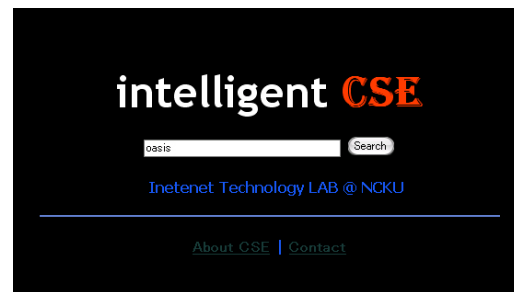 intelligent CSE
oasis Search
Inetenet Technology LAB @ NCKU
About CSE | Contact